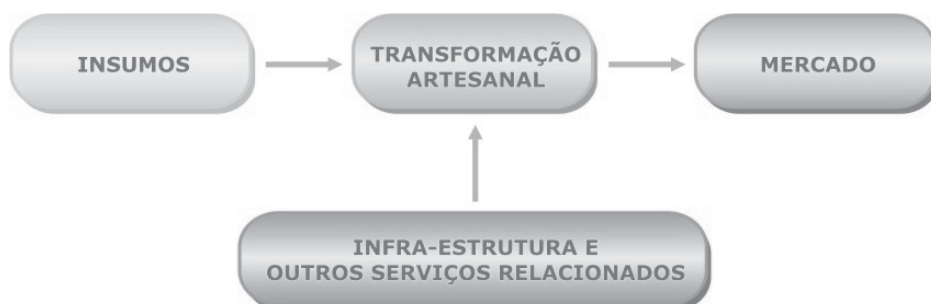 INSUMOS
TRANSFORMAÇÃO
ARTESANAL
MERCADO
INFRA-ESTRUTURA E
OUTROS SERVIÇOS RELACIONADOS